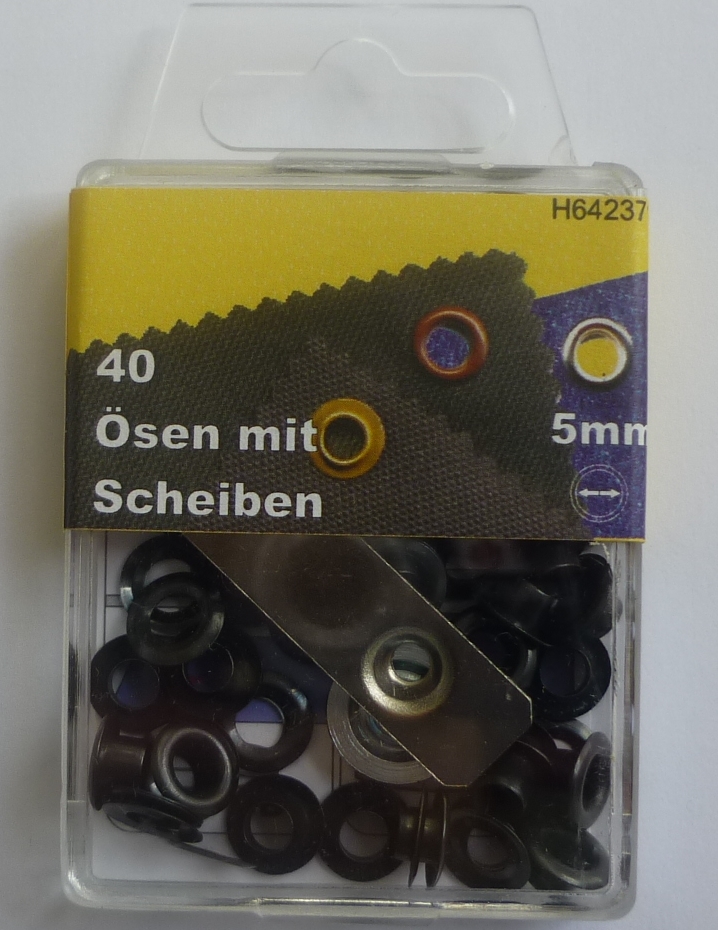 H64237
40
Ösen mit
Scheiben
5mm